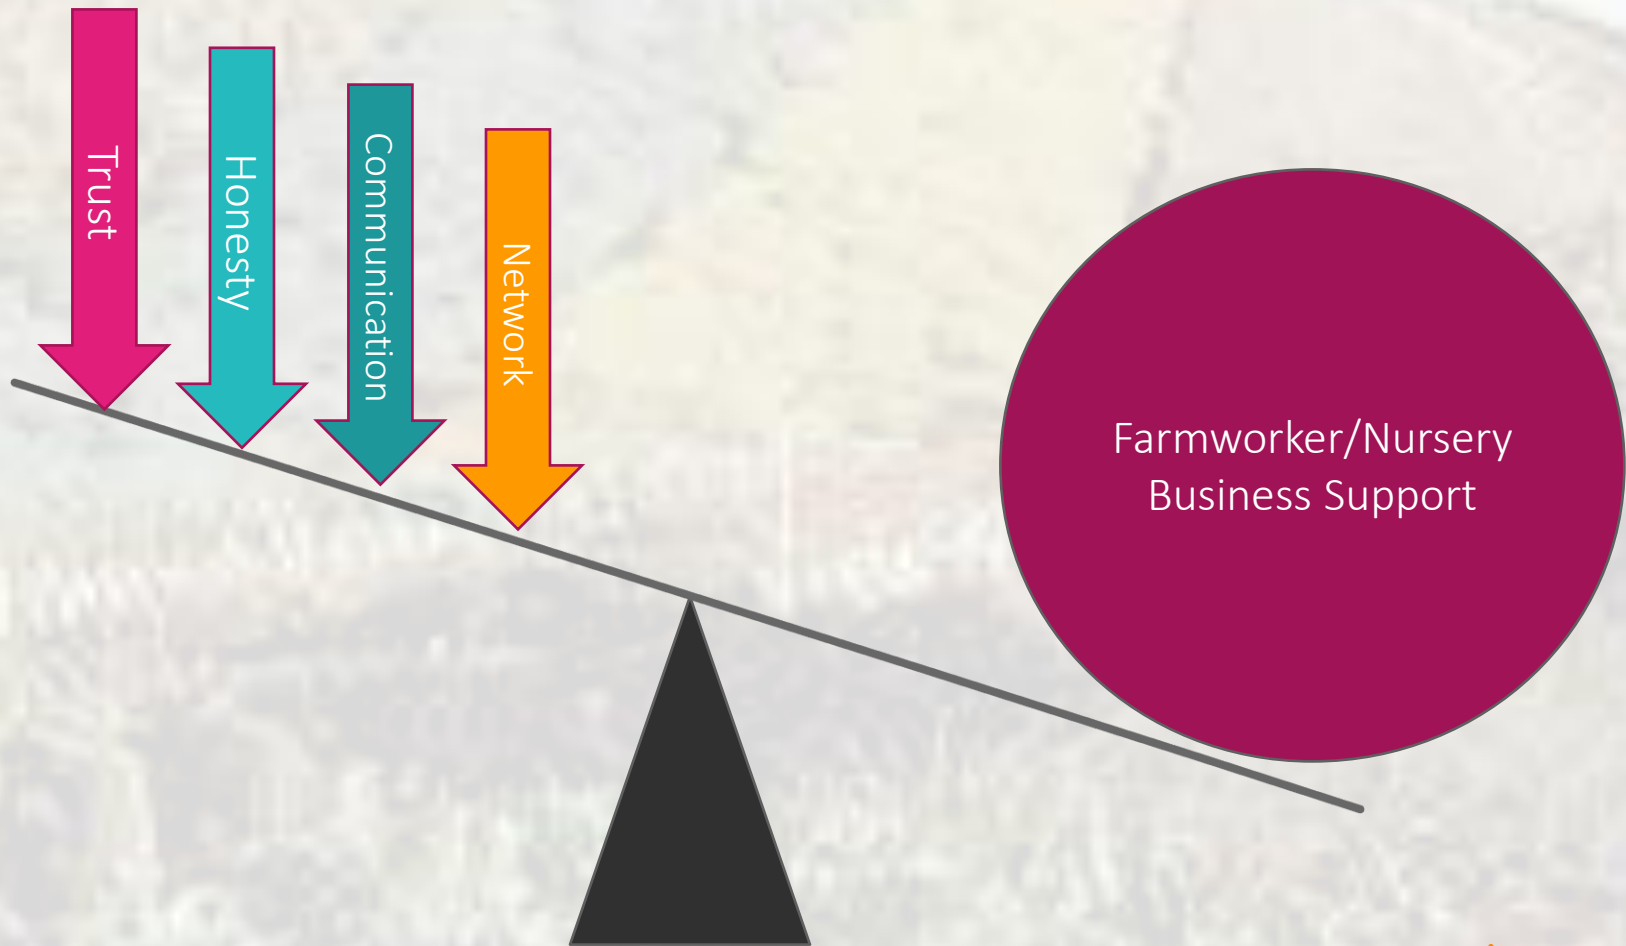 Trust
Honesty
Communication
Network
Farmworker/Nursery
Business Support